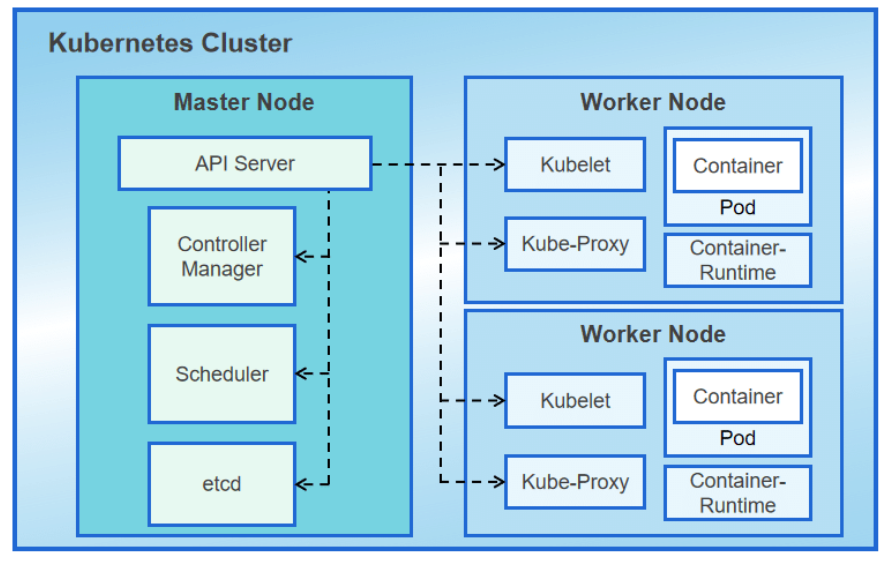 Kubernetes Cluster
Master Node
API Server
Controller
Manager
Scheduler
etcd
Worker Node
Kubelet
Kube-Proxy
Container
Pod
Container-
Runtime
Worker Node
Kubelet
Kube-Proxy
Container
Pod
Container-
Runtime